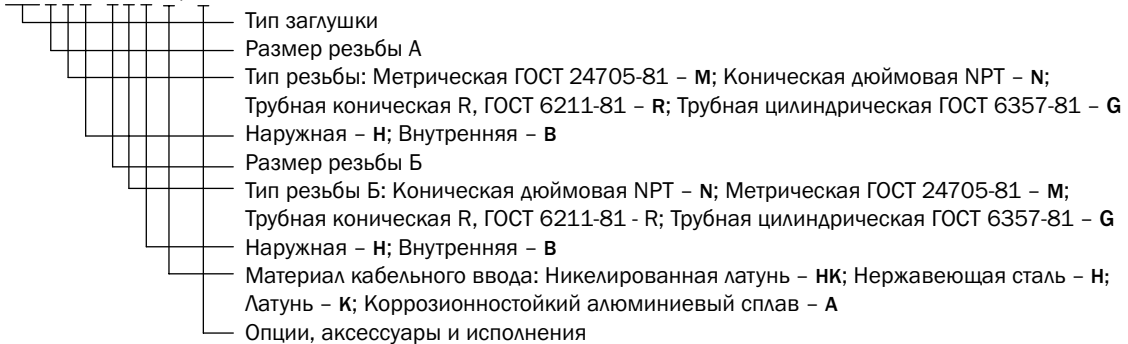 Тип заглушки
Размер резьбы А
Тип резьбы: Метрическая ГОСТ 24705-81 – М; Коническая дюймовая NPT – N;
Трубная коническая R, ГОСТ 6211-81 – R; Трубная цилиндрическая ГОСТ 6357-81 – G
Наружная – Н; Внутренняя – В
Размер резьбы Б
Тип резьбы Б: Коническая дюймовая NPT – N; Метрическая ГОСТ 24705-81 – М;
Трубная коническая R, ГОСТ 6211-81 - R; Трубная цилиндрическая ГОСТ 6357-81 – G
Наружная – Н; Внутренняя – В
Материал кабельного ввода: Никелированная латунь – НК; Нержавеющая сталь – Н;
Латунь – К; Коррозионностойкий алюминиевый сплав – А
Опции, аксессуары и исполнения